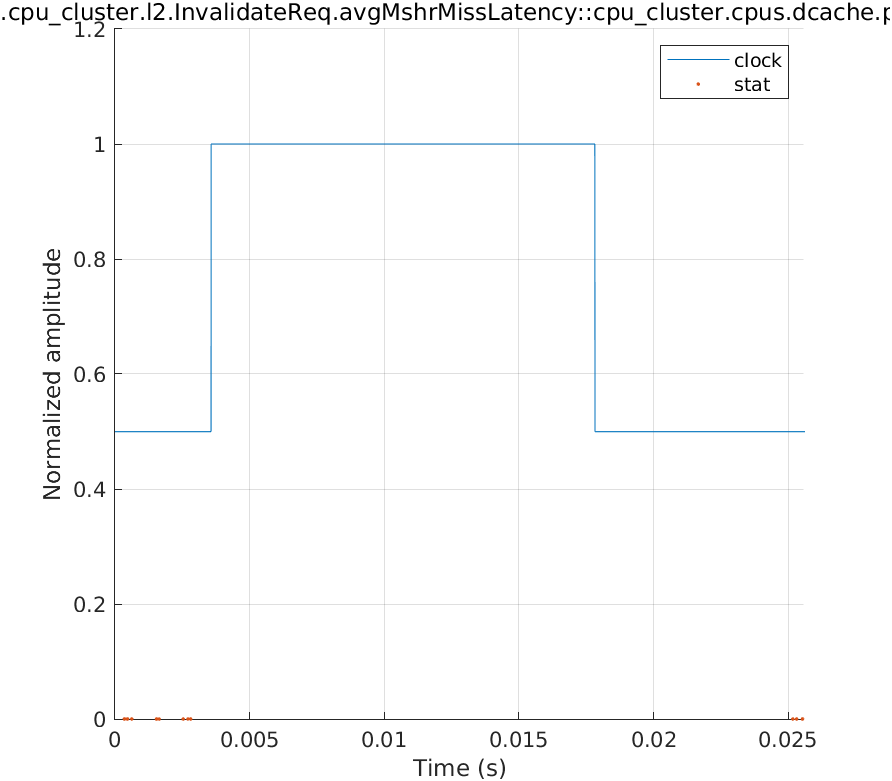 .cpu_cluster.l2.InvalidateReq.avgMshrMissLatency::cpu_cluster.cpus.dcache.p
1.2
clock
stat
1
0.8
Normalized amplitude
0.6
0.4
0.2
0
0 0.005 0.01 0.015 0.02 0.025
Time (s)